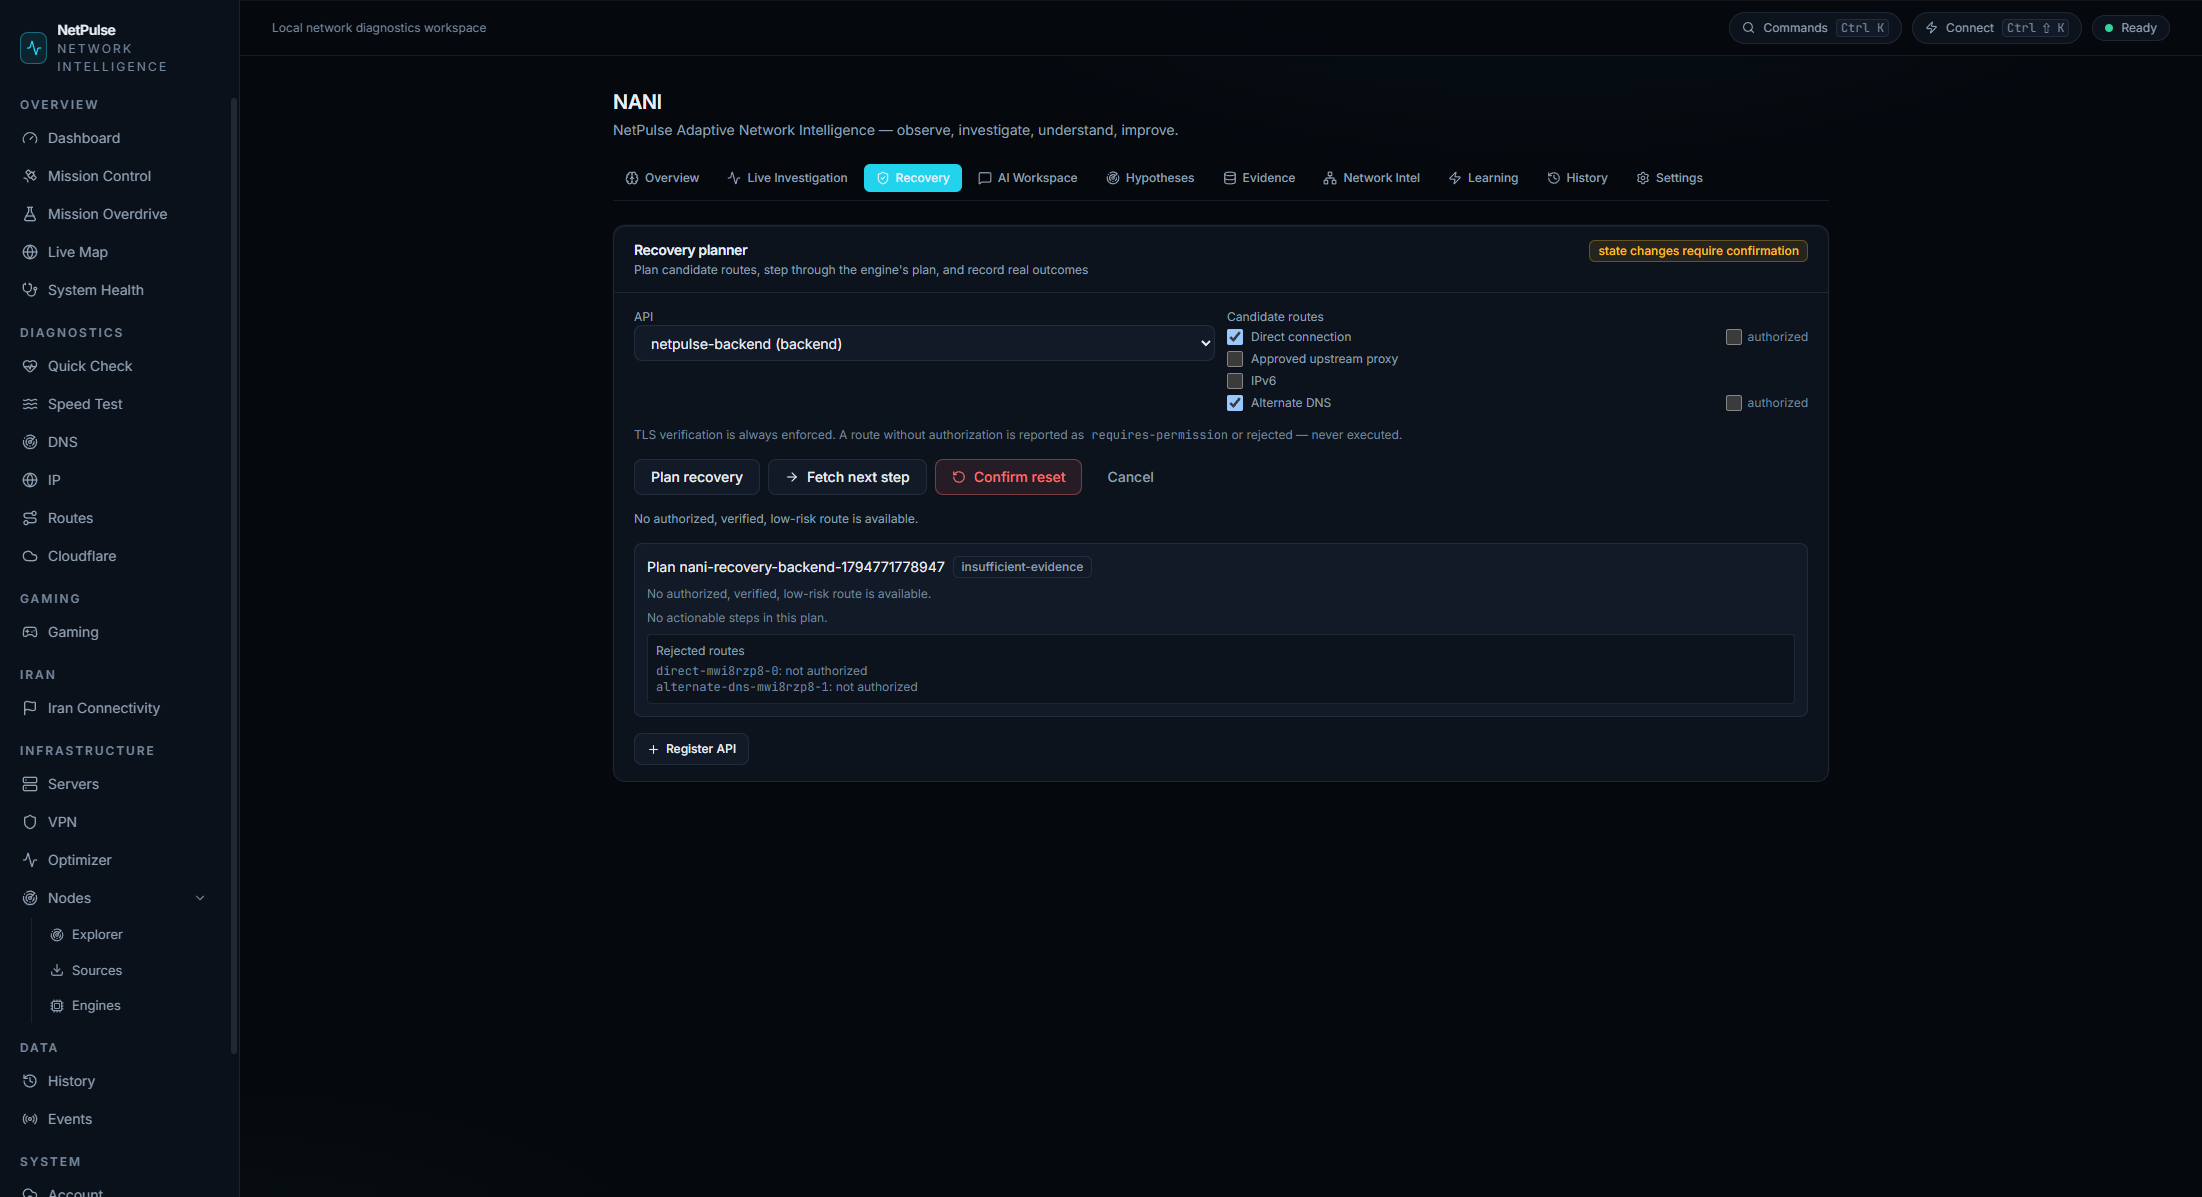 NetPulse
NETWORK
INTELLIGENCE
OVERVIEW
Dashboard
Mission Control
Mission Overdrive
Live Map
System Health
DIAGNOSTICS
Quick Check
Speed Test
DNS
IP
Routes
Cloudflare
GAMING
Gaming
IRAN
Iran Connectivity
INFRASTRUCTURE
Servers
VPN
Optimizer
Nodes
Explorer
Sources
Engines
DATA
History
Events
SYSTEM
Account
Local network diagnostics workspace
Commands Ctrl K
Connect Ctrl ⇧ K
Ready
NANI
NetPulse Adaptive Network Intelligence — observe, investigate, understand, improve.
Overview Live Investigation Recovery AI Workspace Hypotheses Evidence Network Intel Learning History Settings
Recovery planner
state changes require confirmation
Plan candidate routes, step through the engine's plan, and record real outcomes
API
netpulse-backend (backend)
Candidate routes
Direct connection authorized
Approved upstream proxy
IPv6
Alternate DNS authorized
TLS verification is always enforced. A route without authorization is reported as requires-permission or rejected — never executed.
Plan recovery Fetch next step Confirm reset Cancel
No authorized, verified, low-risk route is available.
Plan nani-recovery-backend-1794771778947 insufficient-evidence
No authorized, verified, low-risk route is available.
No actionable steps in this plan.
Rejected routes
direct-mwi8rzp8-0: not authorized
alternate-dns-mwi8rzp8-1: not authorized
Register API